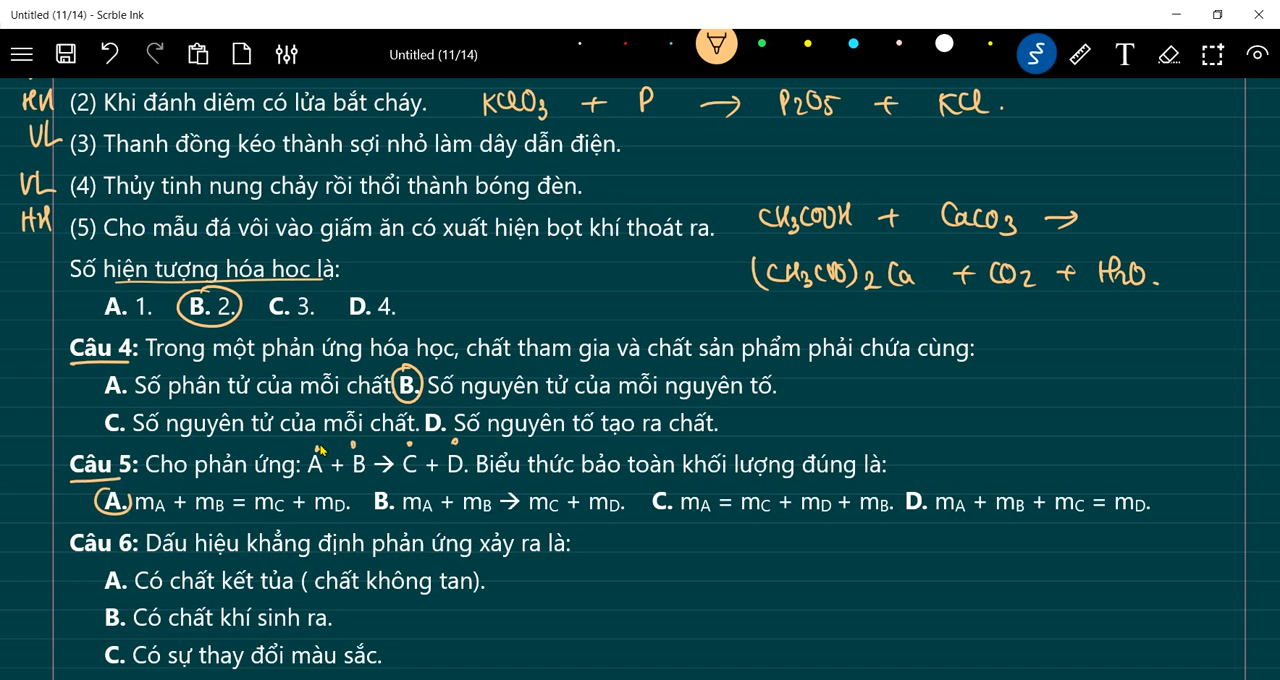 Untitled (11/14) - Scrble Ink
Untitled (11/14)
T
HH (2) Khi đánh diêm có lửa bắt cháy. KClO3 + P → P2O5 + KCl.
VL (3) Thanh đồng kéo thành sợi nhỏ làm dây dẫn điện.
VL (4) Thủy tinh nung chảy rồi thổi thành bóng đèn.
HH (5) Cho mẫu đá vôi vào giấm ăn có xuất hiện bọt khí thoát ra. CH3COOH + CaCO3 →
Số hiện tượng hóa học là: (CH3COO)2Ca + CO2 + H2O.
A. 1. B. 2. C. 3. D. 4.
Câu 4: Trong một phản ứng hóa học, chất tham gia và chất sản phẩm phải chứa cùng:
A. Số phân tử của mỗi chất B. Số nguyên tử của mỗi nguyên tố.
C. Số nguyên tử của mỗi chất. D. Số nguyên tố tạo ra chất.
Câu 5: Cho phản ứng: A + B → C + D. Biểu thức bảo toàn khối lượng đúng là:
A. mA + mB = mC + mD. B. mA + mB → mC + mD. C. mA = mC + mD + mB. D. mA + mB + mC = mD.
Câu 6: Dấu hiệu khẳng định phản ứng xảy ra là:
A. Có chất kết tủa ( chất không tan).
B. Có chất khí sinh ra.
C. Có sự thay đổi màu sắc.